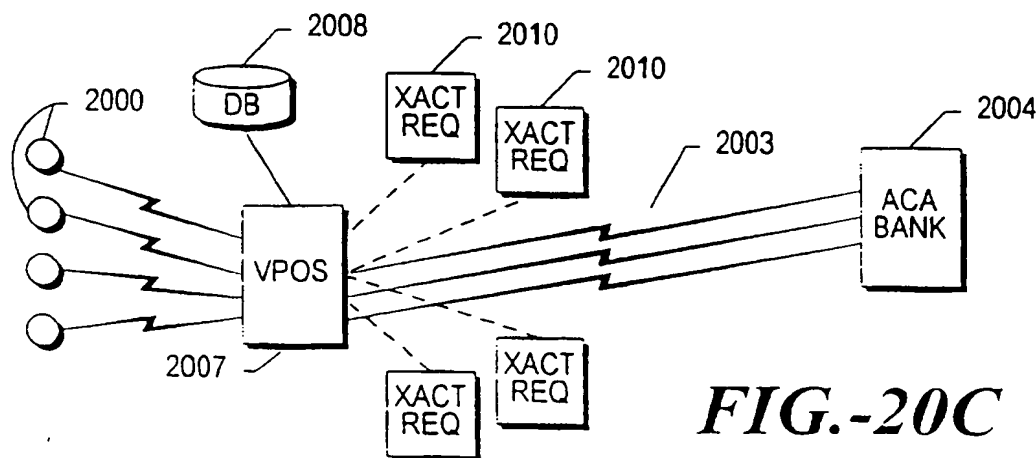 2008
2010
2010
2000
DB
XACT
REQ
XACT
REQ
2003
2004
ACA
BANK
VPOS
2007
XACT
REQ
XACT
REQ
FIG.-20C